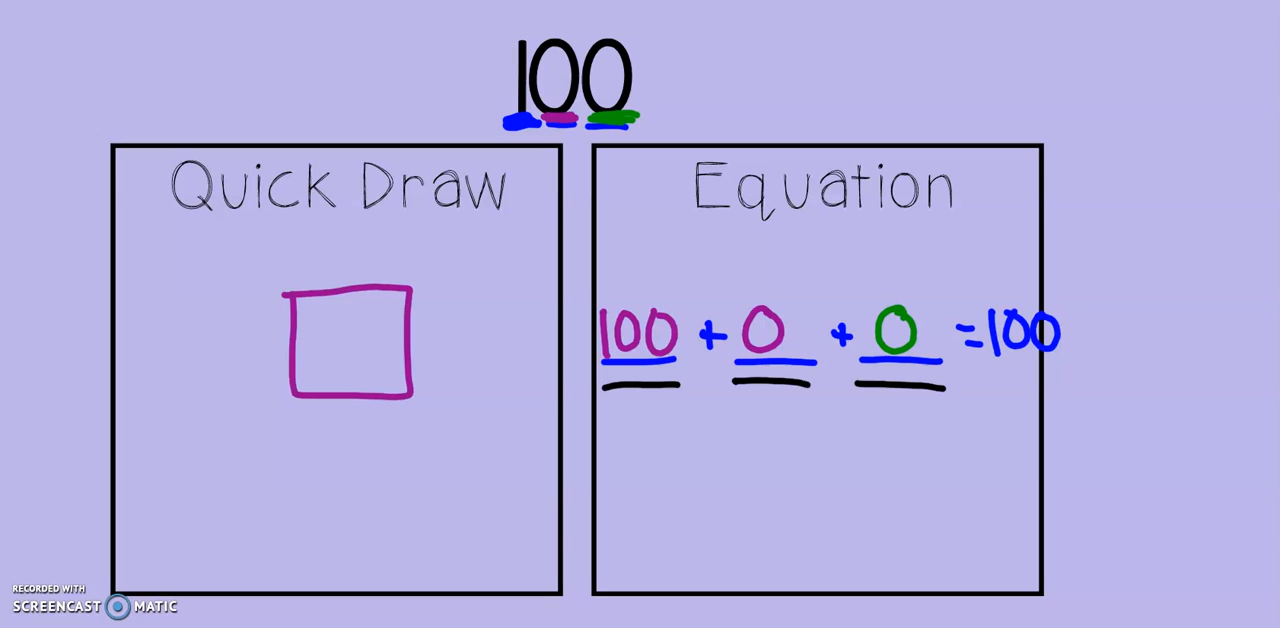 100
Quick Draw
Equation
100 + 0 + 0 = 100
RECORDED WITH
SCREENCAST MATIC